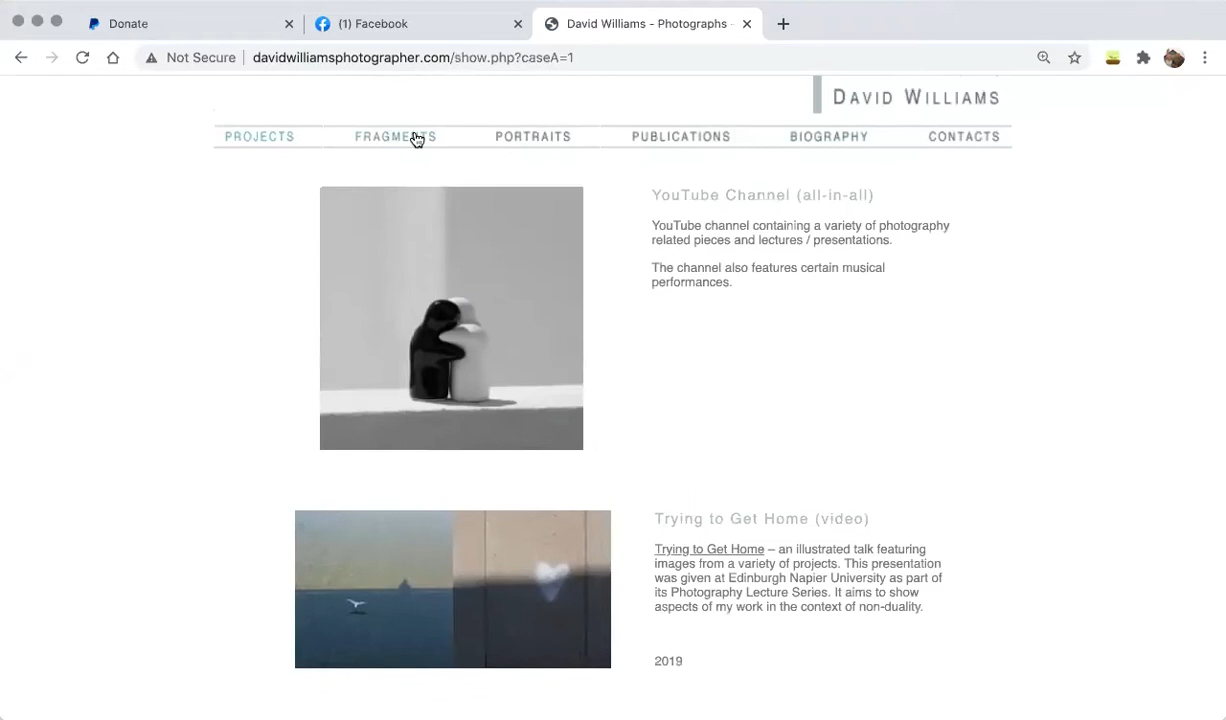 Donate
(1) Facebook
David Williams - Photographs -
Not Secure
davidwilliamsphotographer.com/show.php?caseA=1
DAVID WILLIAMS
PROJECTS
FRAGMENTS
PORTRAITS
PUBLICATIONS
BIOGRAPHY
CONTACTS
YouTube Channel (all-in-all)
YouTube channel containing a variety of photography
related pieces and lectures / presentations.
The channel also features certain musical
performances.
Trying to Get Home (video)
Trying to Get Home – an illustrated talk featuring
images from a variety of projects. This presentation
was given at Edinburgh Napier University as part of
its Photography Lecture Series. It aims to show
aspects of my work in the context of non-duality.
2019